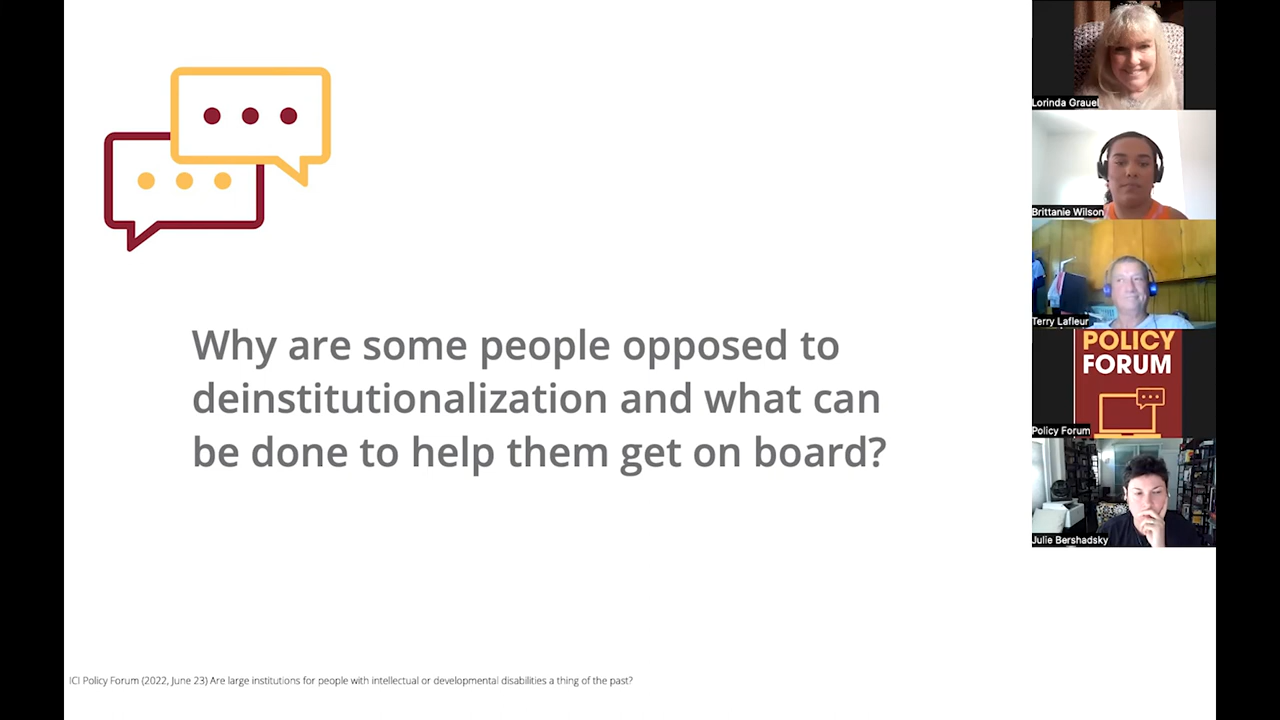 Why are some people opposed to
deinstitutionalization and what can
be done to help them get on board?
ICI Policy Forum (2022, June 23) Are large institutions for people with intellectual or developmental disabilities a thing of the past?
Lorinda Grauel
Brittanie Wilson
Terry Lafleur
POLICY
FORUM
Policy Forum
Julie Bershadsky